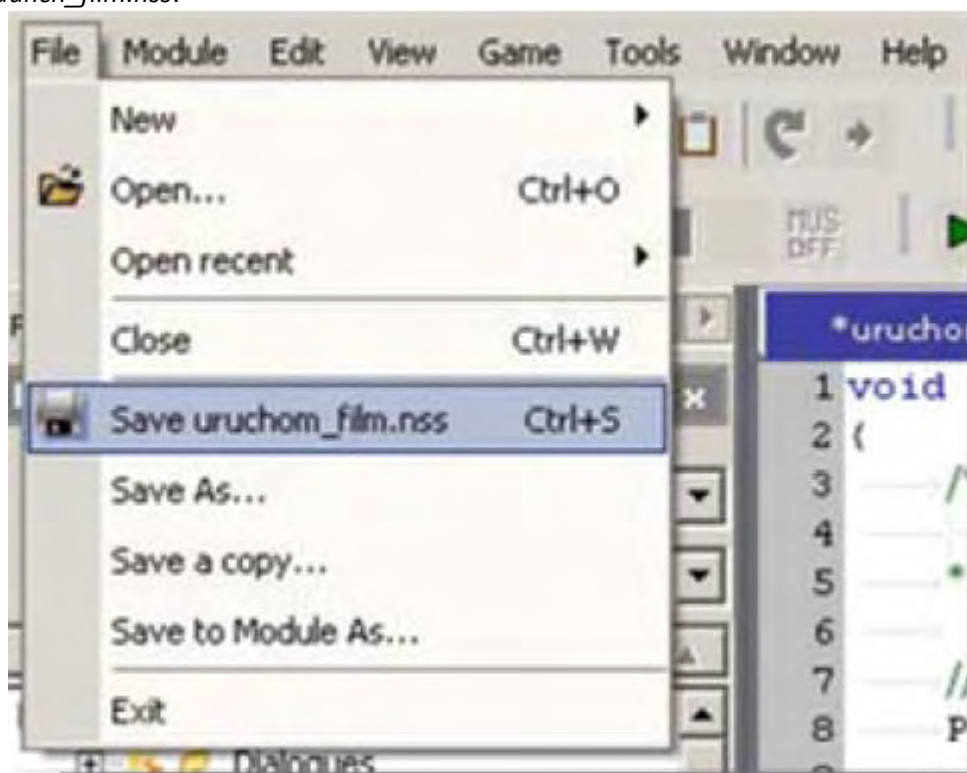 launch_film.nss.
File Module Edit View Game Tools Window Help
New
Open... Ctrl+O
MUS
OFF
Open recent
Close Ctrl+W
*urucho
1 void
Save uruchom_film.nss Ctrl+S
2 {
Save As...
3 /*
4
Save a copy...
5 *
Save to Module As...
6
7 //
Exit
8 P
Dialogues